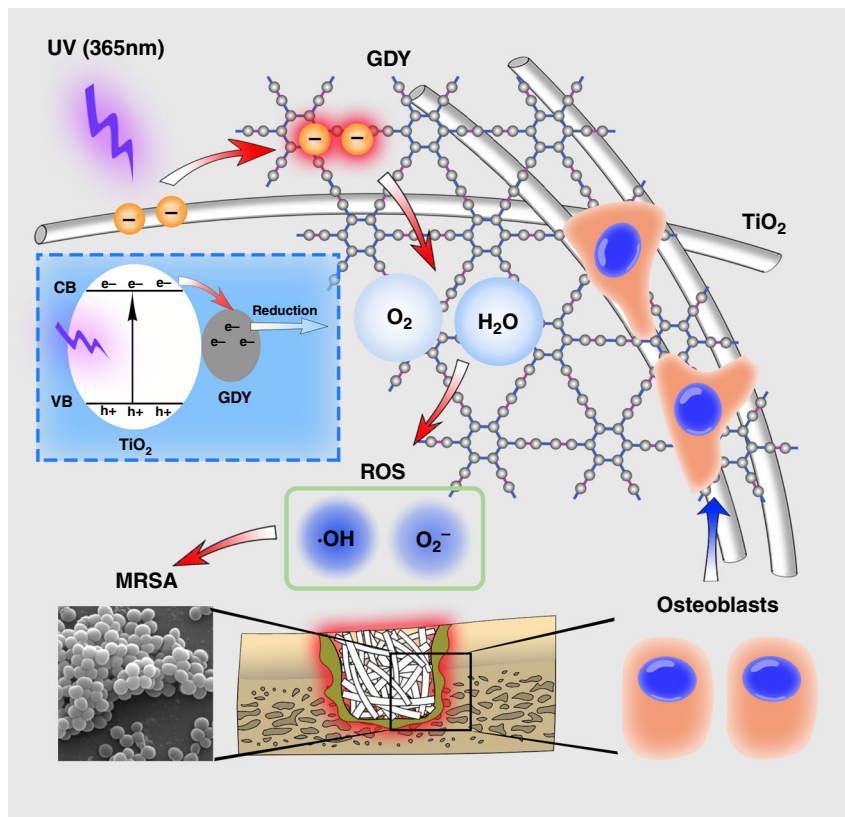 UV (365nm)
GDY
− −
− −
TiO₂
CB e− e− e−
Reduction
e−
e− e−
GDY
VB h+ h+ h+
TiO₂
O₂
H₂O
ROS
·OH
O₂⁻
MRSA
Osteoblasts